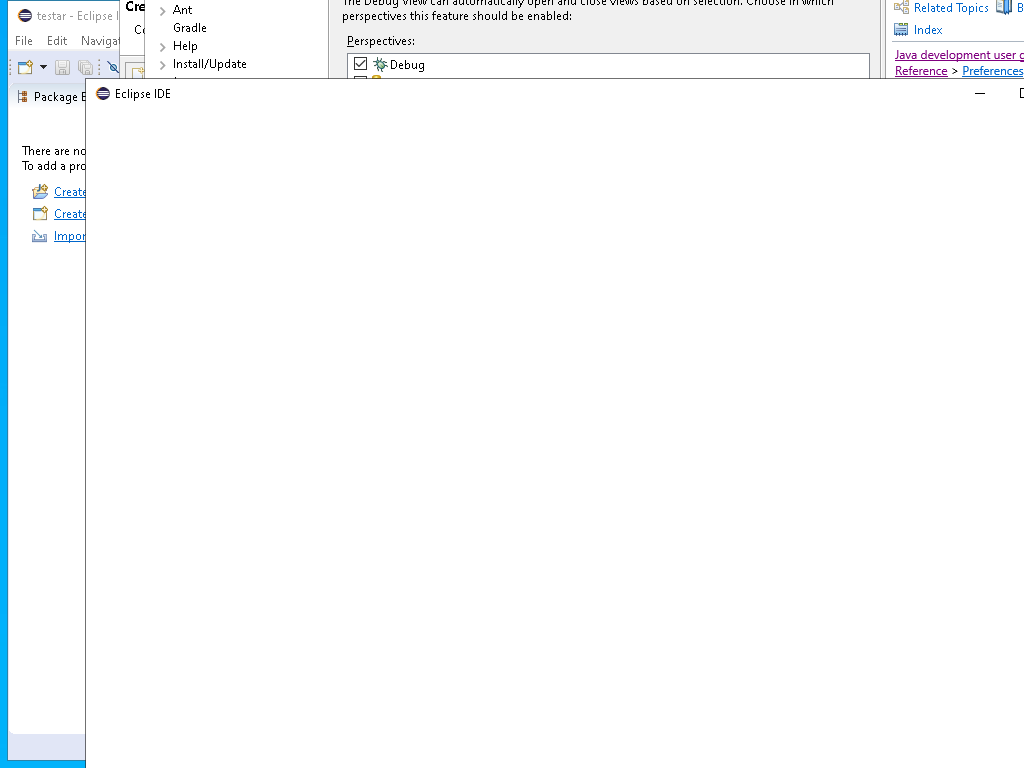 testar - Eclipse I
File Edit Navigat
Package E
There are no
To add a pro
Create
Create
Impor
Cre
Ant
Gradle
Help
Install/Update
The Debug View can automatically open and close views based on selection. Choose in which
perspectives this feature should be enabled:
Perspectives:
Debug
Related Topics
B
Index
Java development user g
Reference > Preferences
Eclipse IDE